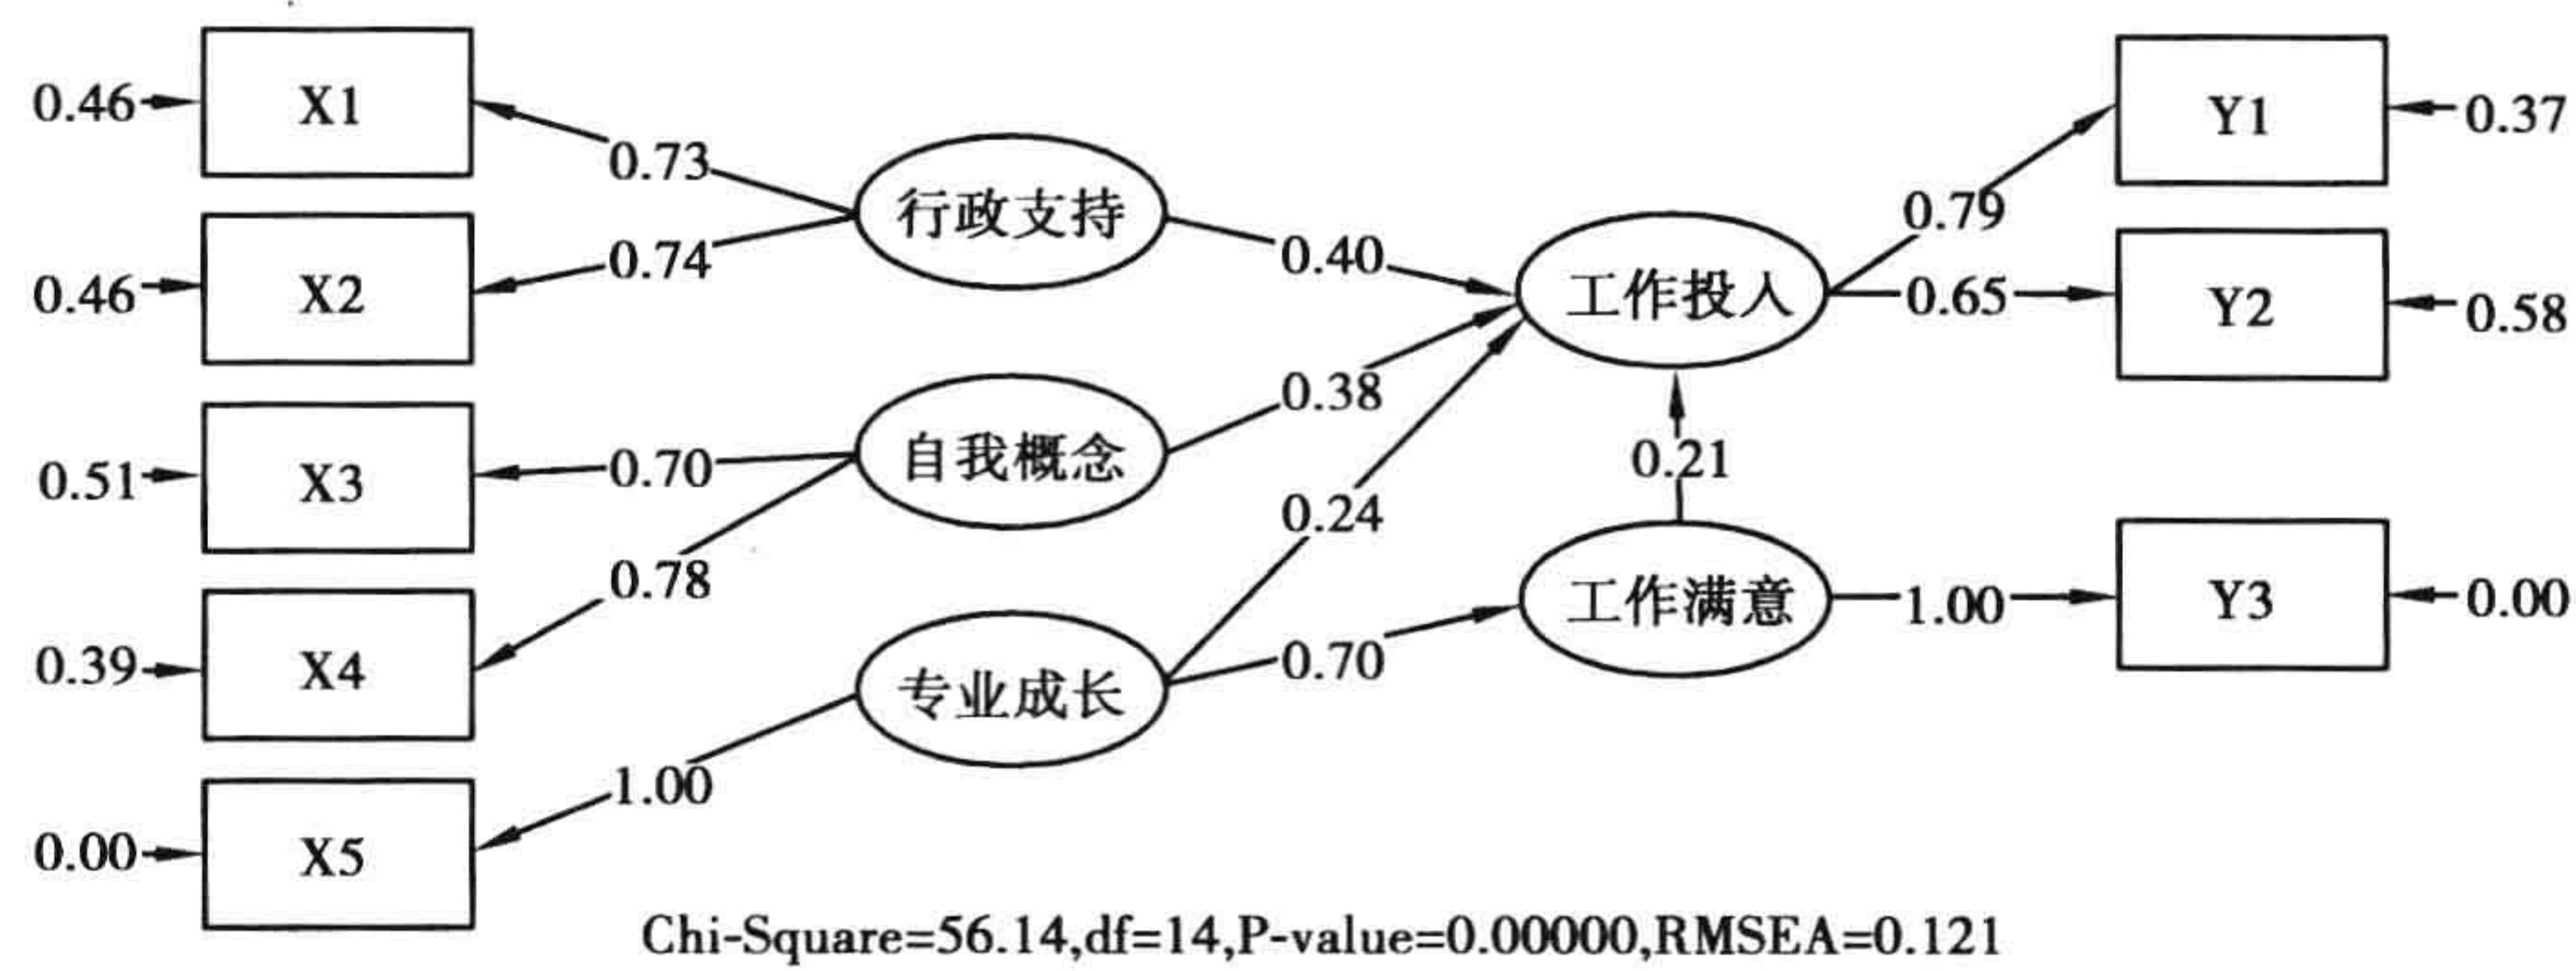 0.46 X1 0.73
0.46 X2 0.74
0.51 X3 0.70
0.39 X4 0.78
0.00 X5 1.00
行政支持 0.40
自我概念 0.38
专业成长 0.24
0.70
工作投入 0.79 Y1 0.37
0.65 Y2 0.58
0.21
工作满意 1.00 Y3 0.00
Chi-Square=56.14,df=14,P-value=0.00000,RMSEA=0.121